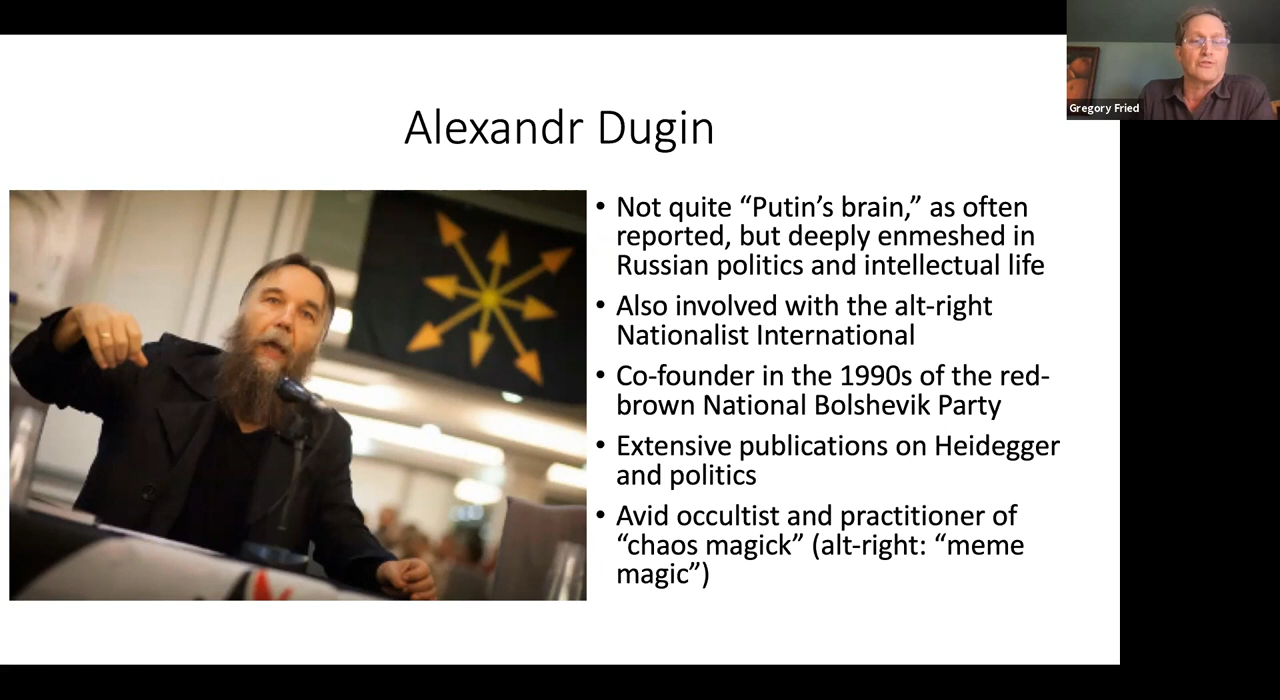 Gregory Fried
Alexandr Dugin
• Not quite “Putin’s brain,” as often
reported, but deeply enmeshed in
Russian politics and intellectual life
• Also involved with the alt-right
Nationalist International
• Co-founder in the 1990s of the red-
brown National Bolshevik Party
• Extensive publications on Heidegger
and politics
• Avid occultist and practitioner of
“chaos magick” (alt-right: “meme
magic”)